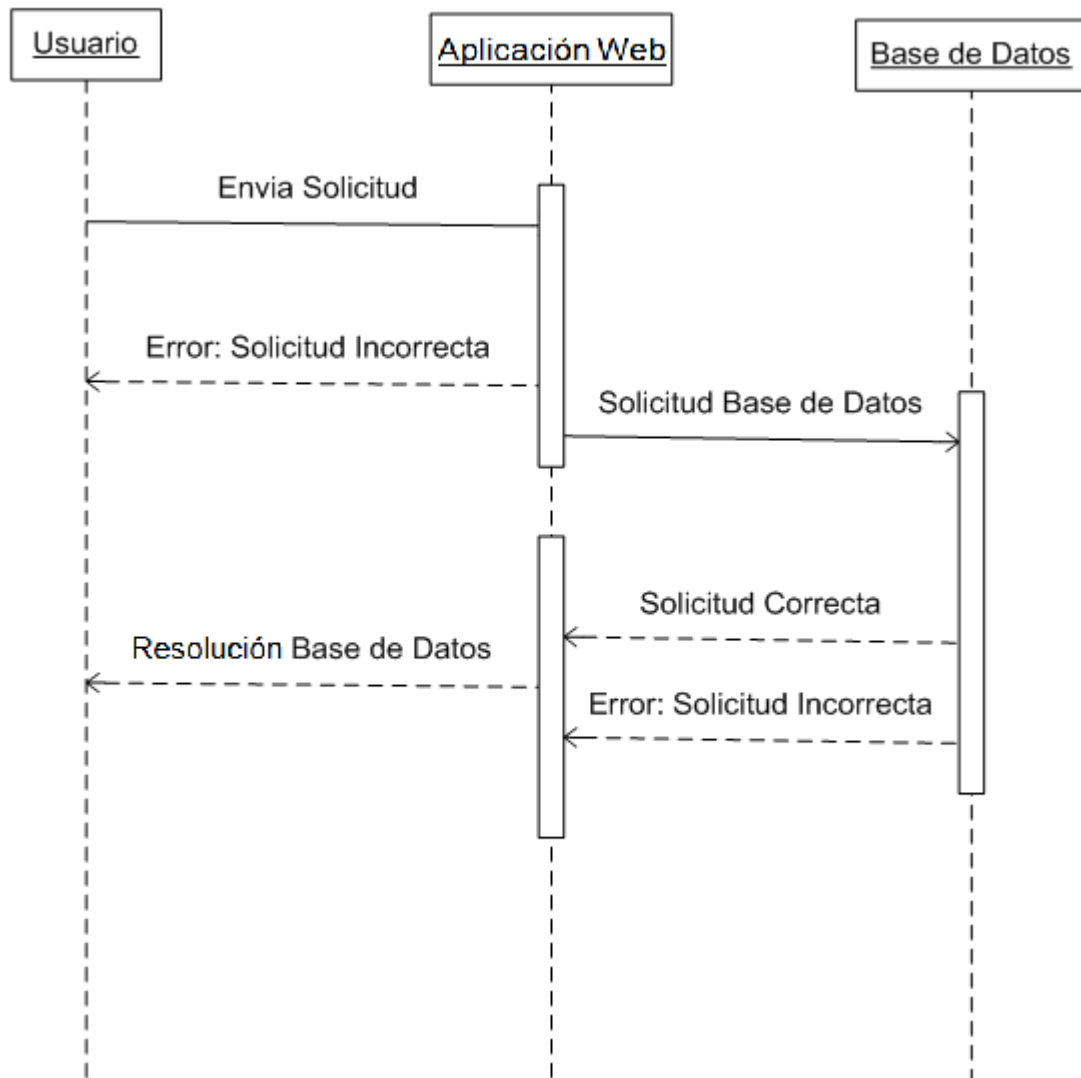 Usuario
Aplicación Web
Base de Datos
Envia Solicitud
Error: Solicitud Incorrecta
Solicitud Base de Datos
Solicitud Correcta
Resolución Base de Datos
Error: Solicitud Incorrecta